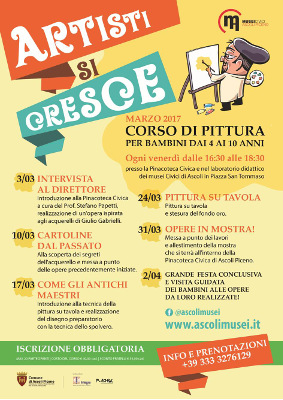 ARTISTI
SI
CRESCE
m
MUSEI CIVICI
MARZO 2017
CORSO DI PITTURA
PER BAMBINI DAI 4 AI 10 ANNI
Ogni venerdì dalle 16:30 alle 18:30
presso la Pinacoteca Civica e nel laboratorio didattico
dei musei Civici di Ascoli in Piazza San Tommaso
3/03 INTERVISTA
AL DIRETTORE
Introduzione alla Pinacoteca Civica
a cura del Prof. Stefano Papetti,
realizzazione di un'opera ispirata
agli acquerelli di Giulio Gabrielli.
10/03 CARTOLINE
DAL PASSATO
Alla scoperta dei segreti
dell'acquerello e messa a punto
delle opere precedentemente iniziate.
17/03 COME GLI ANTICHI
MAESTRI
Introduzione alla tecnica della
pittura su tavola e realizzazione
del disegno preparatorio
con la tecnica dello spolvero.
24/03 PITTURA SU TAVOLA
Pittura su tavola
e stesura del fondo oro.
31/03 OPERE IN MOSTRA!
Messa a punto dei lavori
e allestimento della mostra
che si terrà all'interno della
Pinacoteca Civica di Ascoli Piceno.
2/04 GRANDE FESTA CONCLUSIVA
E VISITA GUIDATA
DEI BAMBINI ALLE OPERE
DA LORO REALIZZATE!
@ascolimusei
www.ascolimusei.it
ISCRIZIONE OBBLIGATORIA
INFO E PRENOTAZIONI
+39 333 3276129